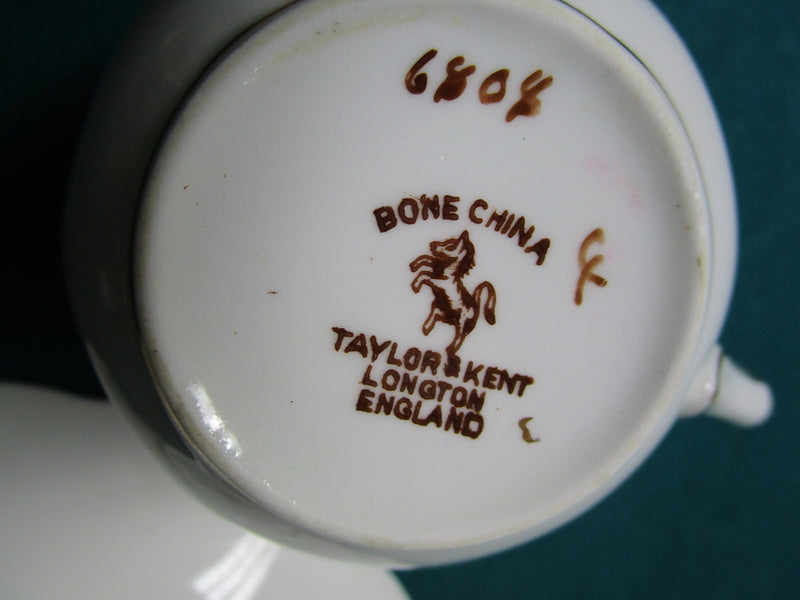 6808
BONE CHINA
TAYLOR & KENT
LONGTON
ENGLAND